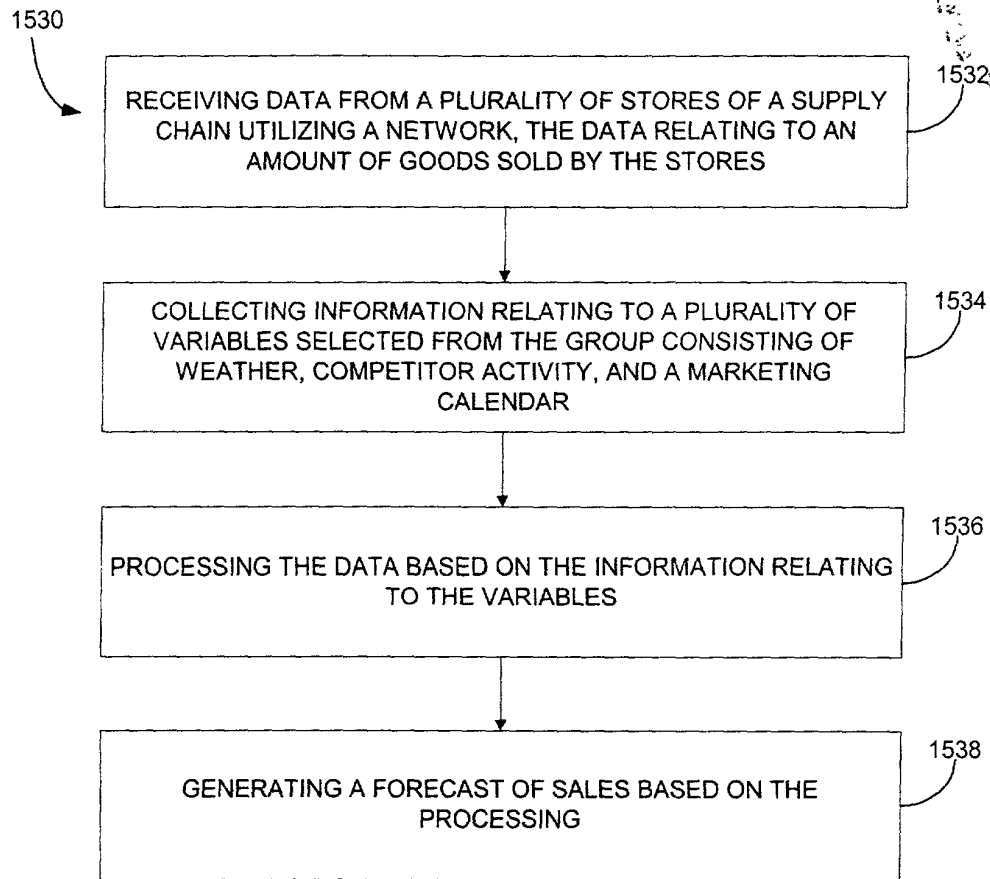 1530
1532
RECEIVING DATA FROM A PLURALITY OF STORES OF A SUPPLY
CHAIN UTILIZING A NETWORK, THE DATA RELATING TO AN
AMOUNT OF GOODS SOLD BY THE STORES
1534
COLLECTING INFORMATION RELATING TO A PLURALITY OF
VARIABLES SELECTED FROM THE GROUP CONSISTING OF
WEATHER, COMPETITOR ACTIVITY, AND A MARKETING
CALENDAR
1536
PROCESSING THE DATA BASED ON THE INFORMATION RELATING
TO THE VARIABLES
1538
GENERATING A FORECAST OF SALES BASED ON THE
PROCESSING